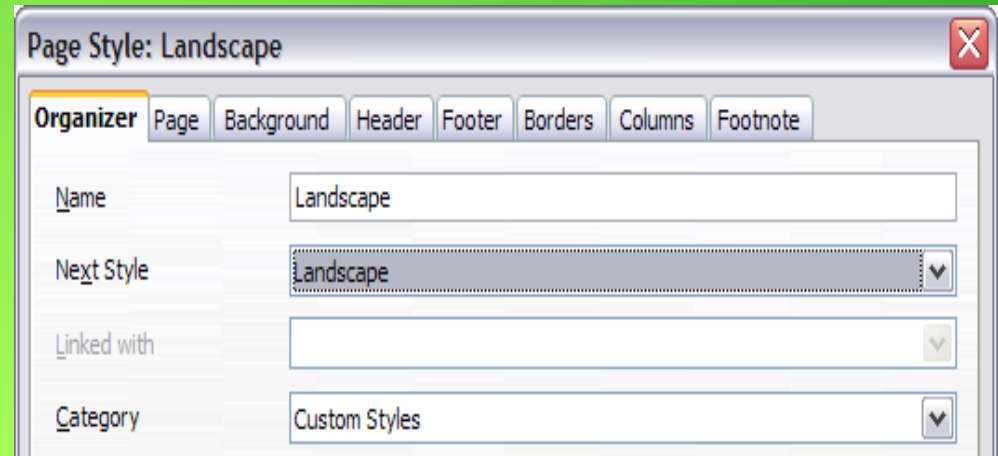 Page Style: Landscape
Organizer Page Background Header Footer Borders Columns Footnote
Name Landscape
Next Style Landscape
Linked with
Category Custom Styles